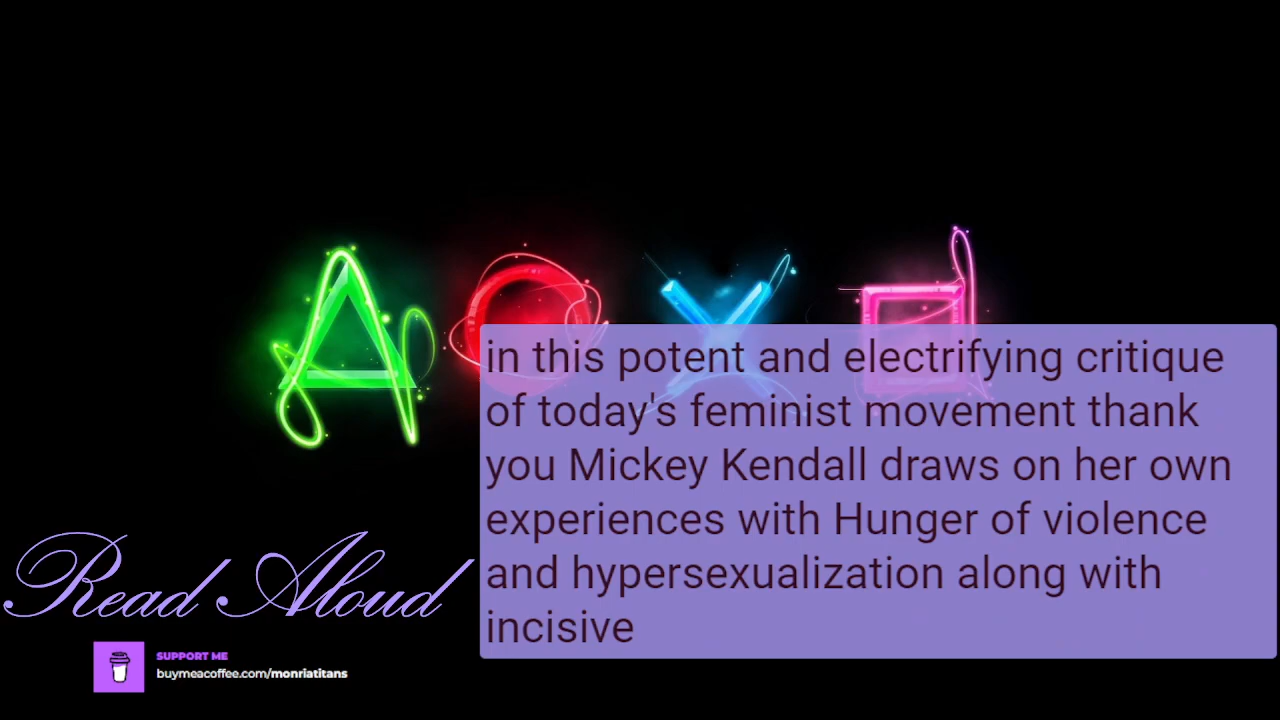 in this potent and electrifying critique
of today's feminist movement thank
you Mickey Kendall draws on her own
experiences with Hunger of violence
and hypersexualization along with
incisive
Read Aloud
SUPPORT ME
buymeacoffee.com/monriatitans